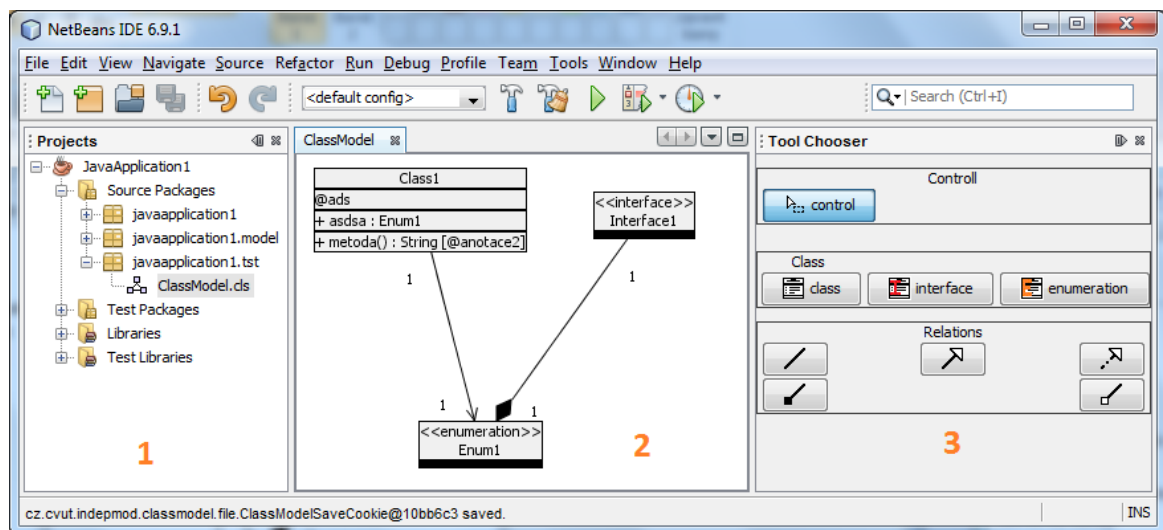 NetBeans IDE 6.9.1
File Edit View Navigate Source Refactor Run Debug Profile Team Tools Window Help
<default config>
Search (Ctrl+I)
Projects
JavaApplication1
Source Packages
javaapplication1
javaapplication1.model
javaapplication1.tst
ClassModel.cls
Test Packages
Libraries
Test Libraries
1
ClassModel
Class1
@ads
+ asdsa : Enum1
+ metoda() : String [@anotace2]
<<interface>>
Interface1
1
1
1
1
<<enumeration>>
Enum1
2
Tool Chooser
Controll
control
Class
class interface enumeration
Relations
3
cz.cvut.indepmod.classmodel.file.ClassModelSaveCookie@10bb6c3 saved.
INS